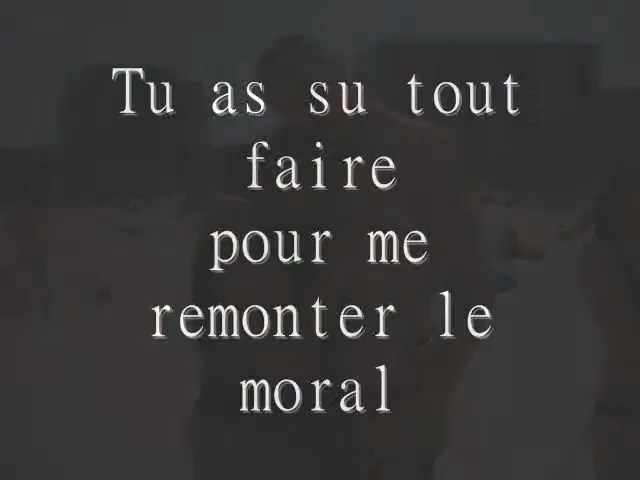 Tu as su tout
faire
pour me
remonter le
moral